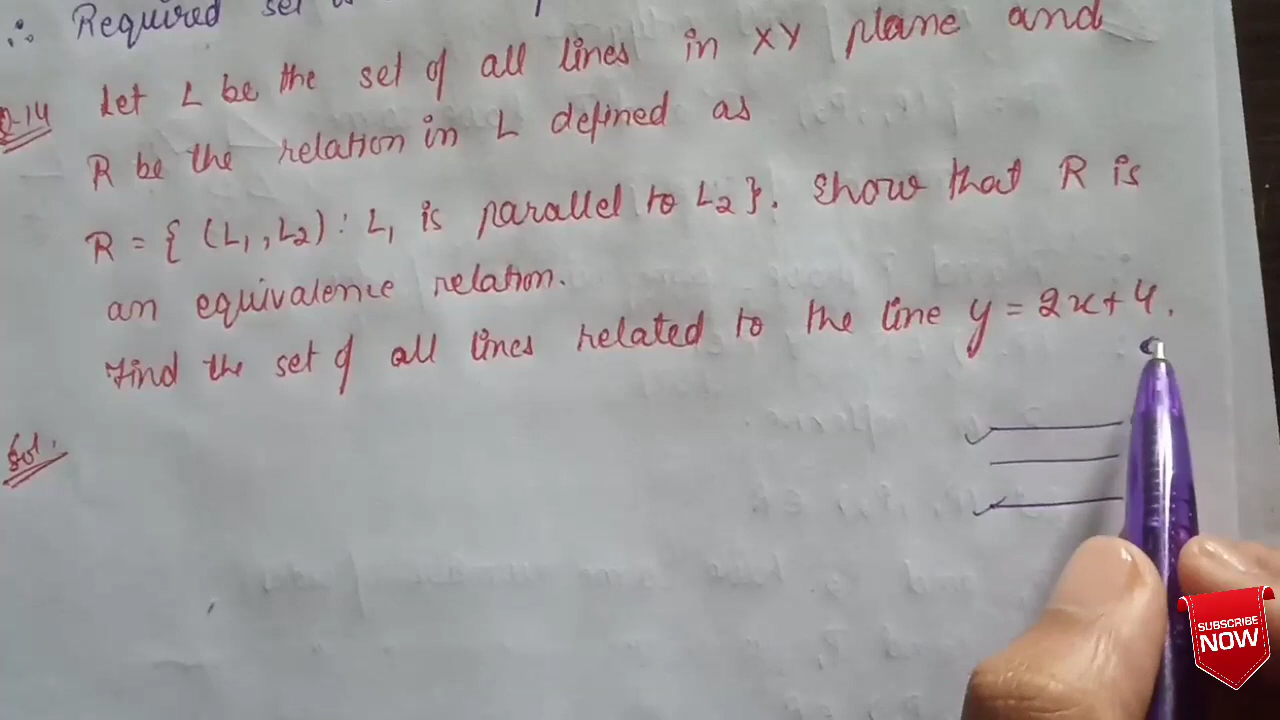 ∴ Required set
Q-14 Let L be the set of all lines in XY plane and
R be the relation in L defined as
R = { (L₁, L₂) : L₁ is parallel to L₂ }. Show that R is
an equivalence relation.
Find the set of all lines related to the line y = 2x + 4.
Sol.
SUBSCRIBE
NOW